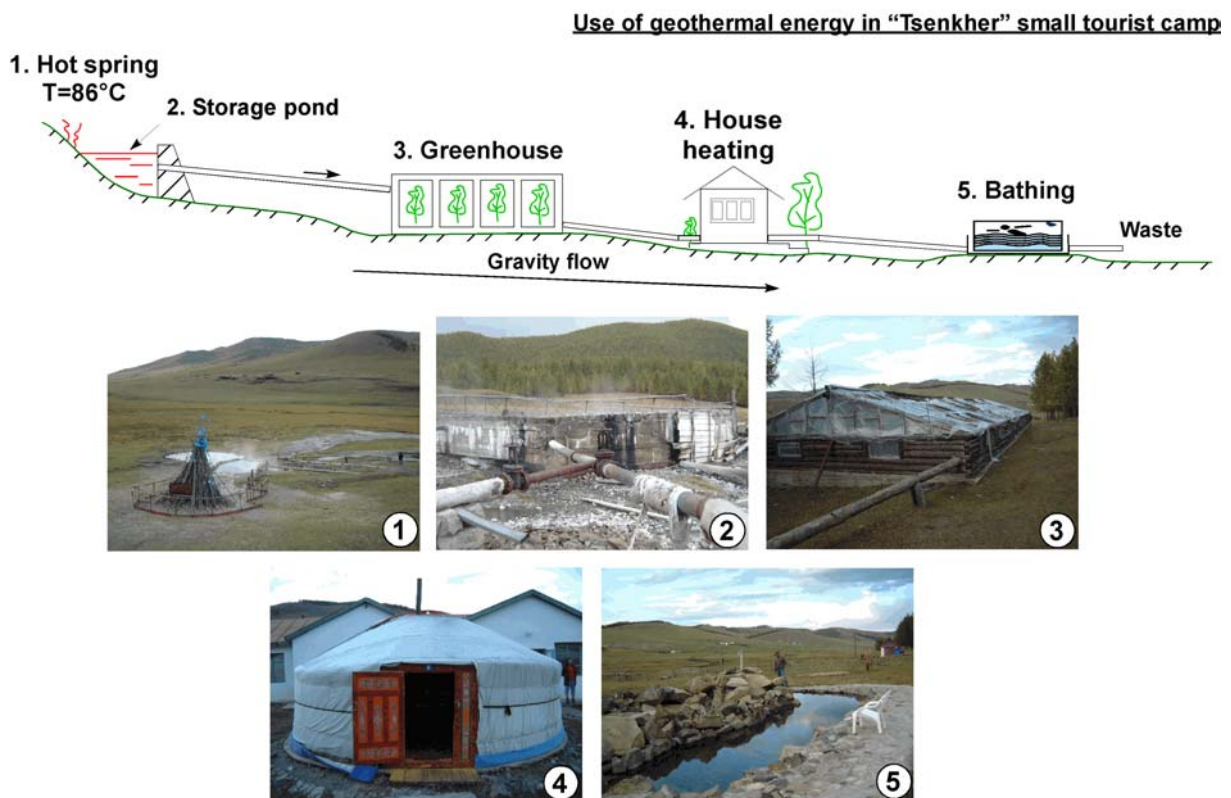 Use of geothermal energy in “Tsenkher” small tourist camp
1. Hot spring
T=86°C
2. Storage pond
3. Greenhouse
4. House
heating
5. Bathing
Waste
Gravity flow
1
2
3
4
5